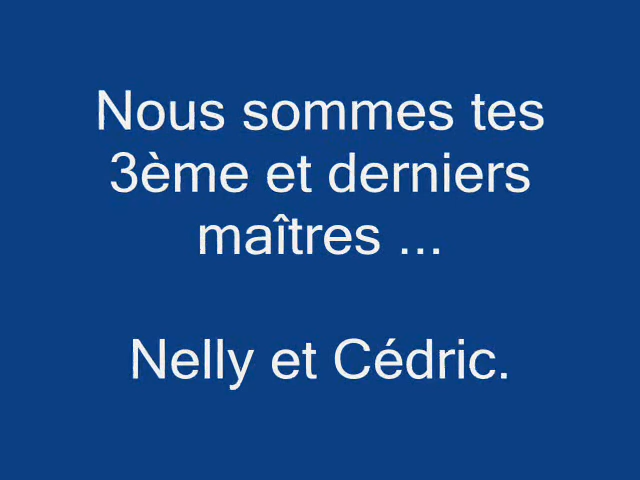 Nous sommes tes
3ème et derniers
maîtres ...
Nelly et Cédric.